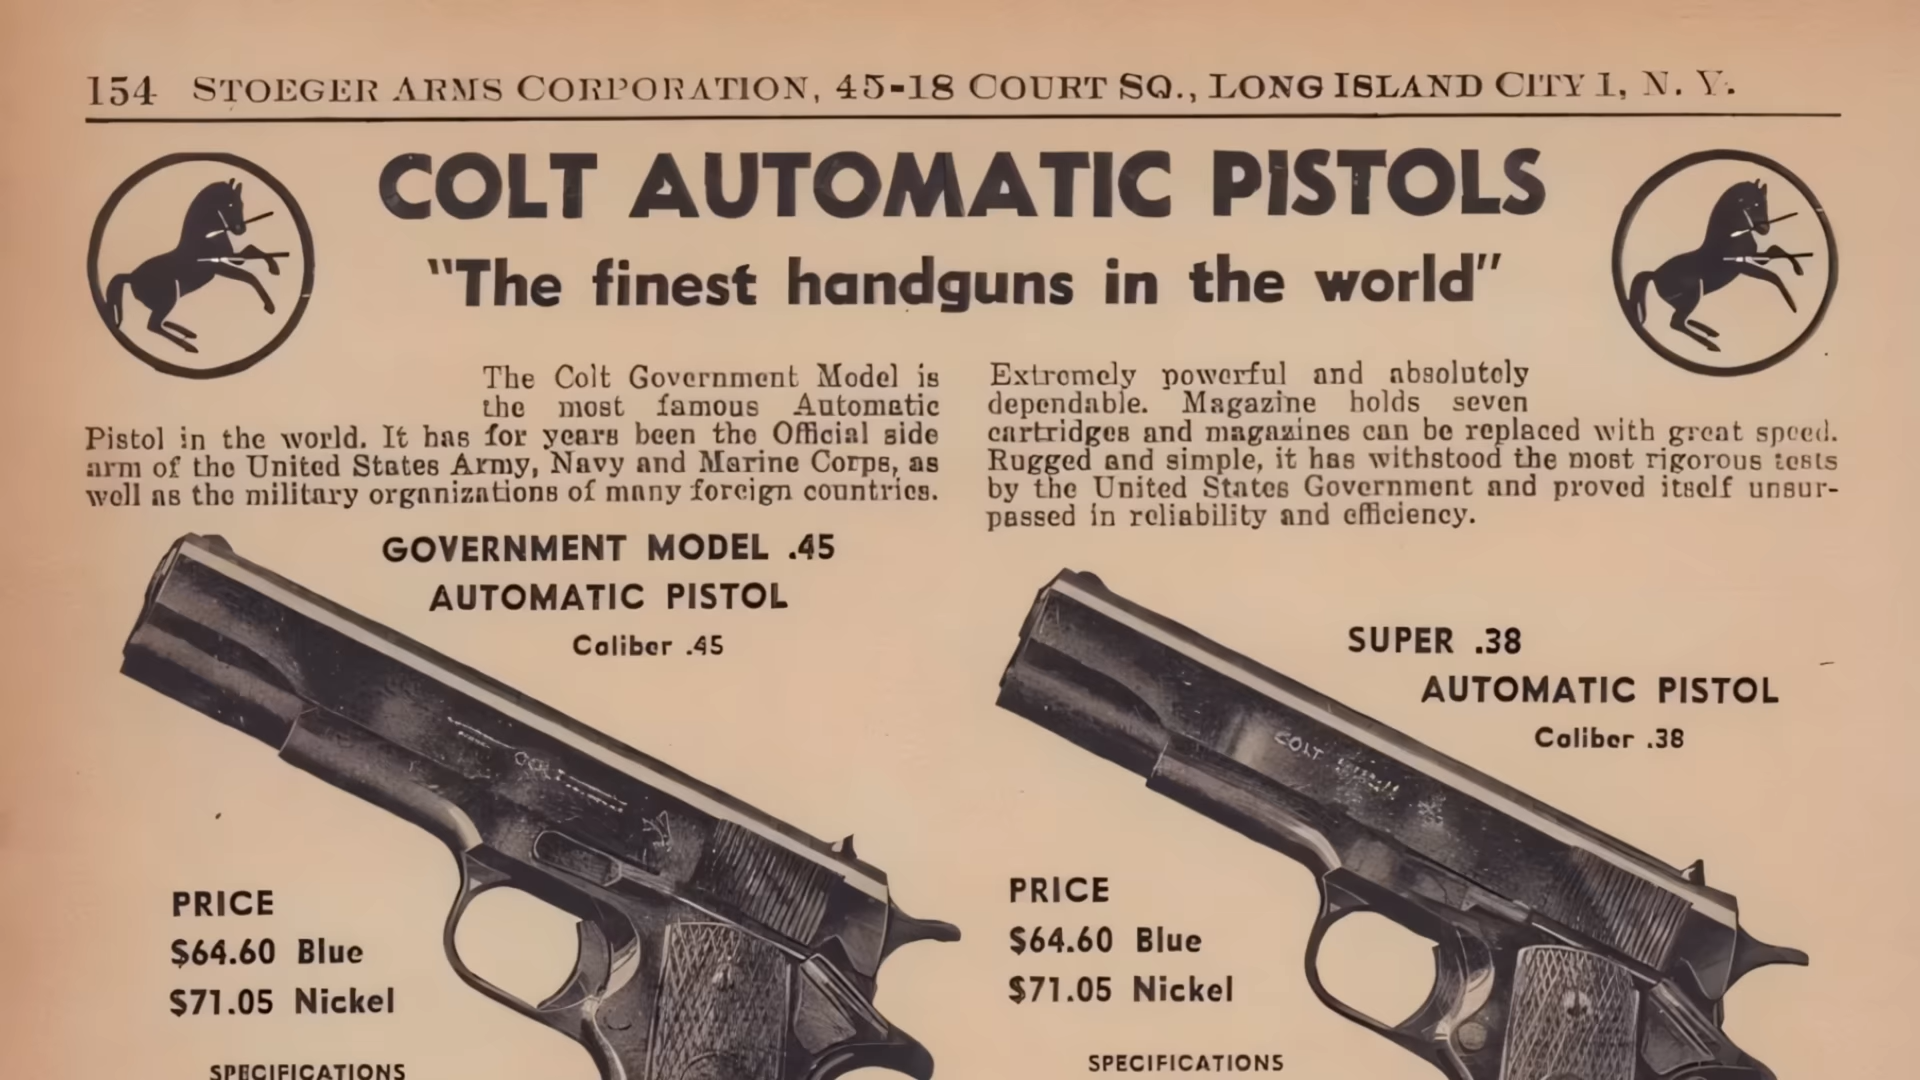 154 STOEGER ARMS CORPORATION, 45-18 COURT SQ., LONG ISLAND CITY 1, N. Y.
COLT AUTOMATIC PISTOLS
"The finest handguns in the world"
The Colt Government Model is
the most famous Automatic
Pistol in the world. It has for years been the Official side
arm of the United States Army, Navy and Marine Corps, as
well as the military organizations of many foreign countries.
Extremely powerful and absolutely
dependable. Magazine holds seven
cartridges and magazines can be replaced with great speed.
Rugged and simple, it has withstood the most rigorous tests
by the United States Government and proved itself unsur-
passed in reliability and efficiency.
GOVERNMENT MODEL .45
AUTOMATIC PISTOL
Caliber .45
COLT
PRICE
$64.60 Blue
$71.05 Nickel
SPECIFICATIONS
SUPER .38
AUTOMATIC PISTOL
Caliber .38
COLT
PRICE
$64.60 Blue
$71.05 Nickel
SPECIFICATIONS